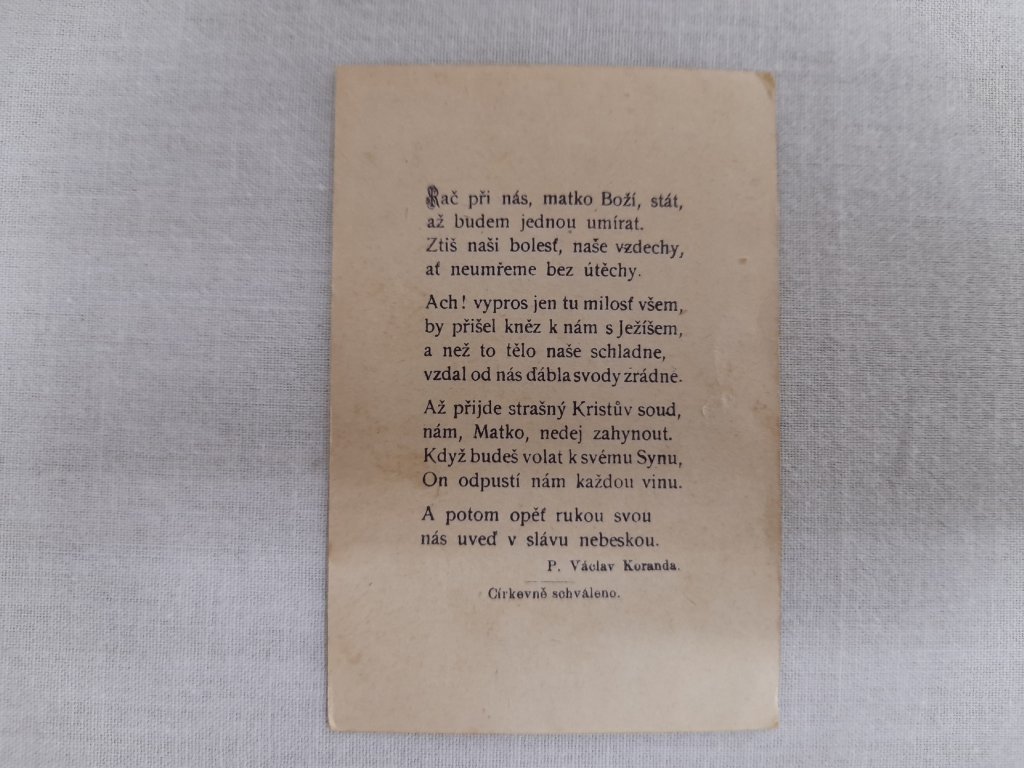 Rač při nás, matko Boží, stát,
až budem jednou umírat.
Ztiš naši bolesť, naše vzdechy,
ať neumřeme bez útěchy.
Ach! vypros jen tu milosť všem,
by přišel kněz k nám s Ježíšem,
a než to tělo naše schladne,
vzdal od nás ďábla svody zrádné.
Až přijde strašný Kristův soud,
nám, Matko, nedej zahynout.
Když budeš volat k svému Synu,
On odpustí nám každou vinu.
A potom opěť rukou svou
nás uveď v slávu nebeskou.
P. Václav Koranda.
Církevně schváleno.